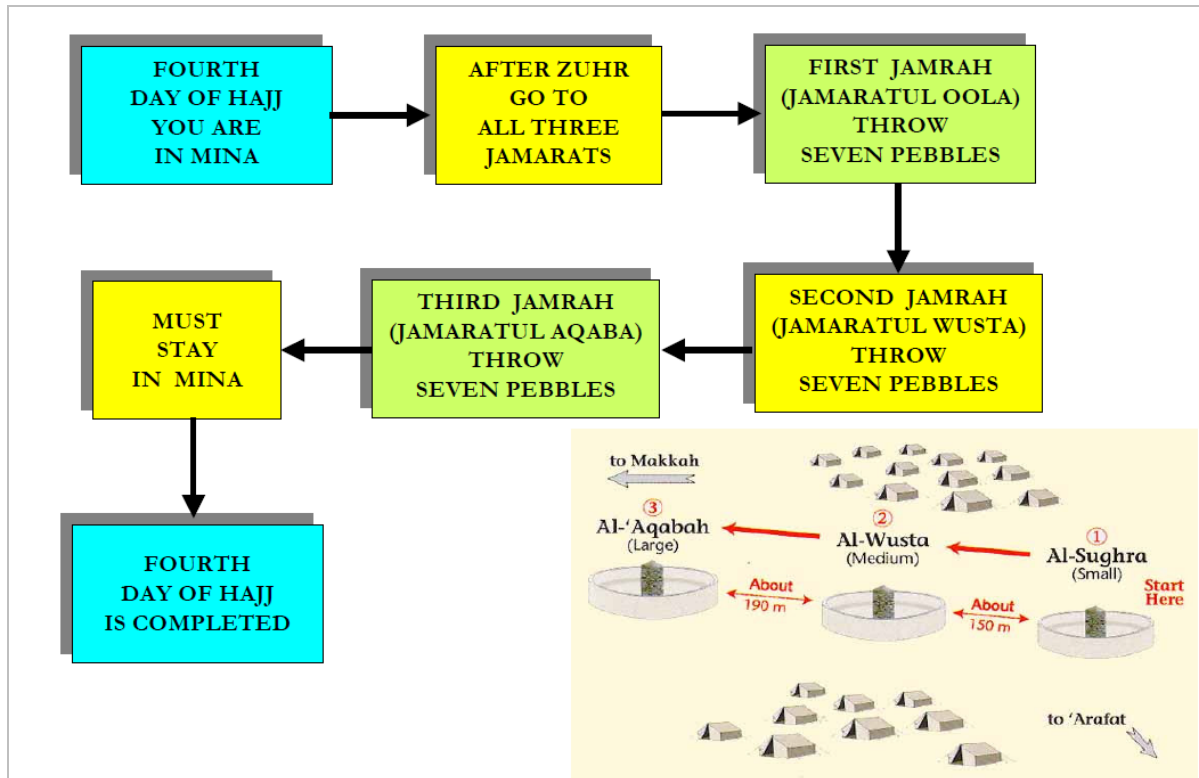 FOURTH
DAY OF HAJJ
YOU ARE
IN MINA
AFTER ZUHR
GO TO
ALL THREE
JAMARATS
FIRST JAMRAH
(JAMARATUL OOLA)
THROW
SEVEN PEBBLES
SECOND JAMRAH
(JAMARATUL WUSTA)
THROW
SEVEN PEBBLES
THIRD JAMRAH
(JAMARATUL AQABA)
THROW
SEVEN PEBBLES
MUST
STAY
IN MINA
FOURTH
DAY OF HAJJ
IS COMPLETED
to Makkah
③
Al-‘Aqabah
(Large)
②
Al-Wusta
(Medium)
①
Al-Sughra
(Small)
Start
Here
About
190 m
About
150 m
to ‘Arafat